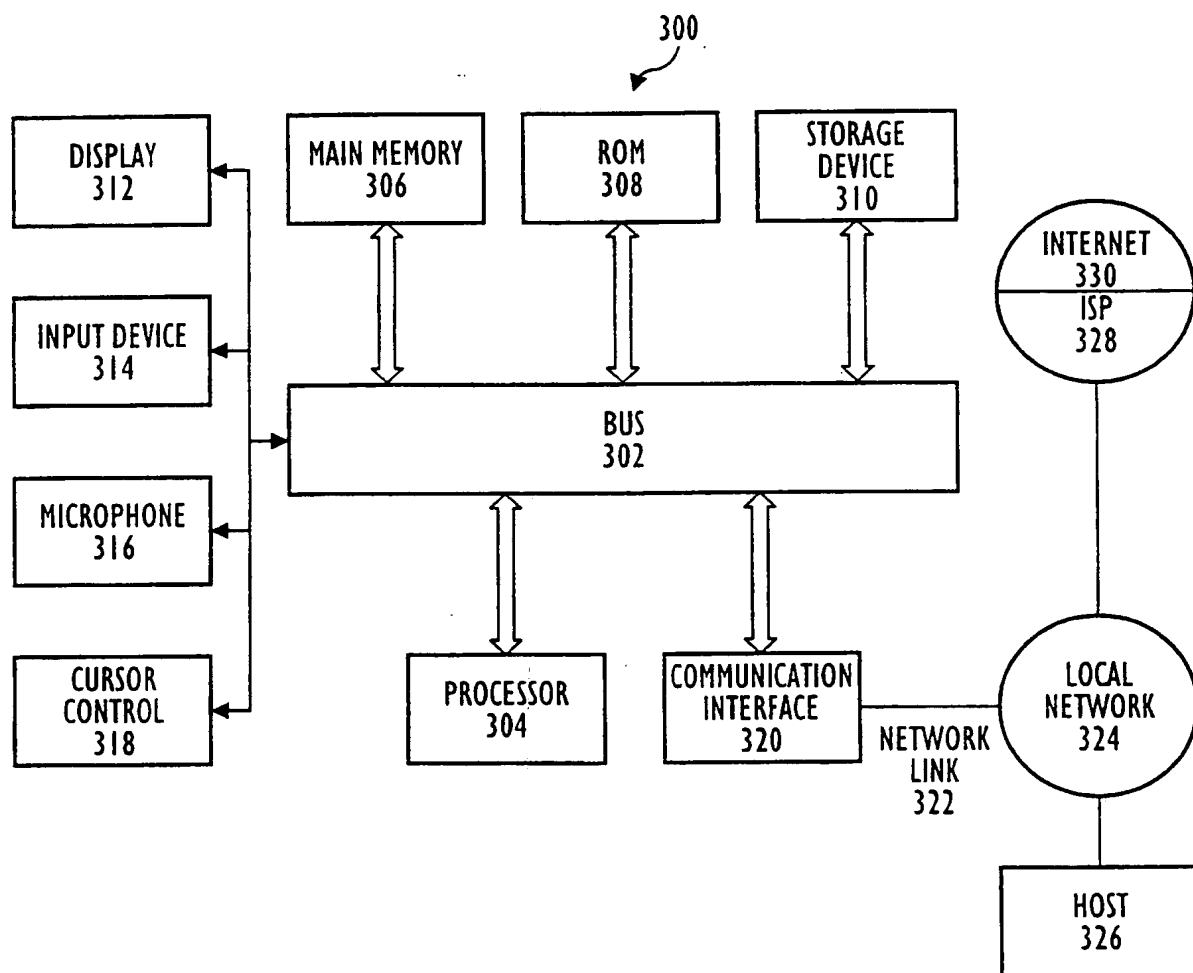 300
DISPLAY
312
MAIN MEMORY
306
ROM
308
STORAGE
DEVICE
310
INTERNET
330
ISP
328
INPUT DEVICE
314
BUS
302
MICROPHONE
316
CURSOR
CONTROL
318
PROCESSOR
304
COMMUNICATION
INTERFACE
320
NETWORK
LINK
322
LOCAL
NETWORK
324
HOST
326